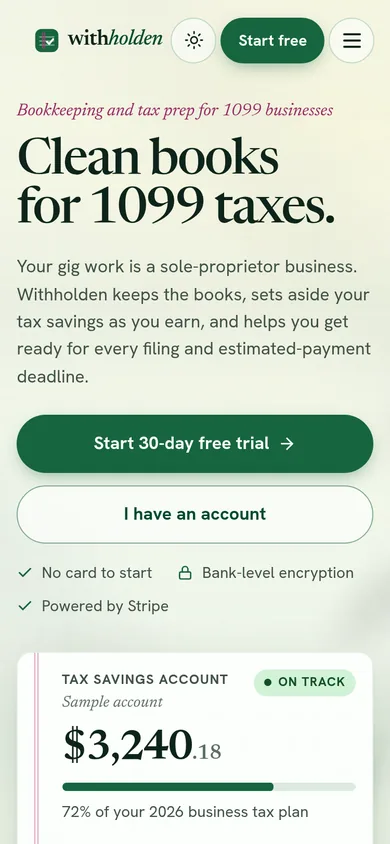 withholden
Start free
Bookkeeping and tax prep for 1099 businesses
Clean books
for 1099 taxes.
Your gig work is a sole-proprietor business.
Withholden keeps the books, sets aside your
tax savings as you earn, and helps you get
ready for every filing and estimated-payment
deadline.
Start 30-day free trial →
I have an account
No card to start
Bank-level encryption
Powered by Stripe
TAX SAVINGS ACCOUNT
ON TRACK
Sample account
$3,240.18
72% of your 2026 business tax plan